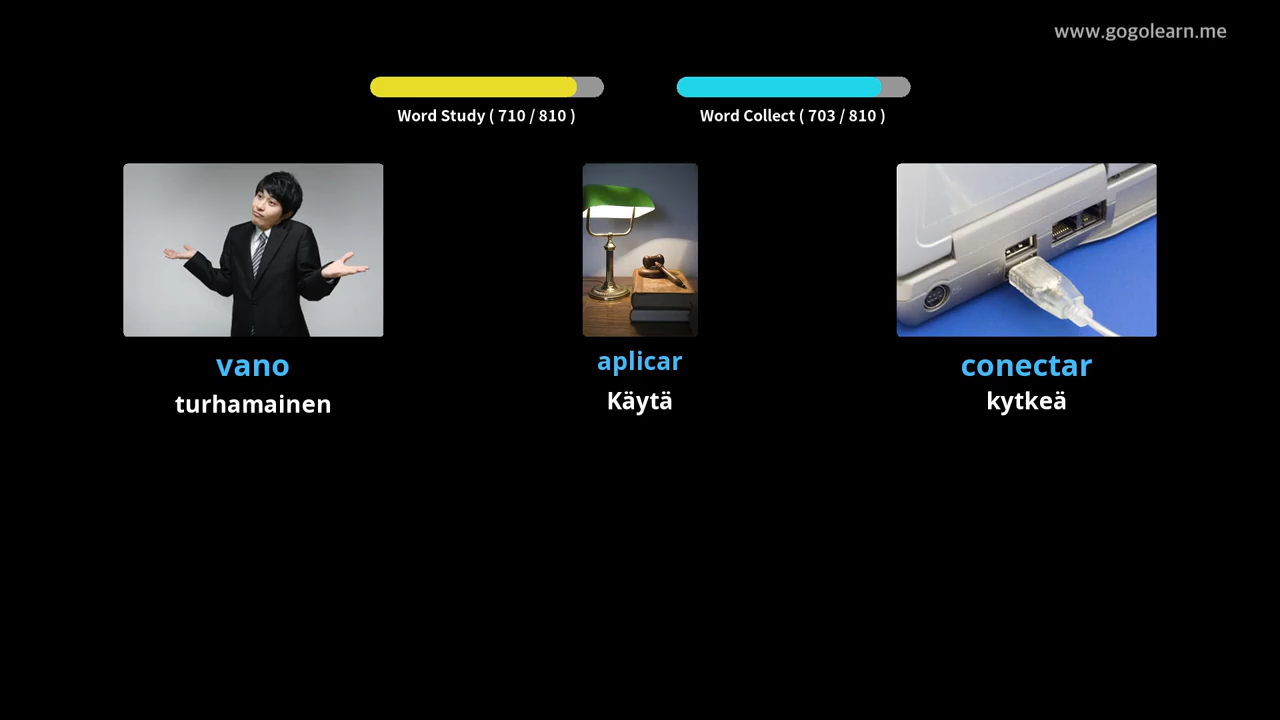 www.gogolearn.me
Word Study ( 710 / 810 )
Word Collect ( 703 / 810 )
vano
turhamainen
aplicar
Käytä
conectar
kytkeä